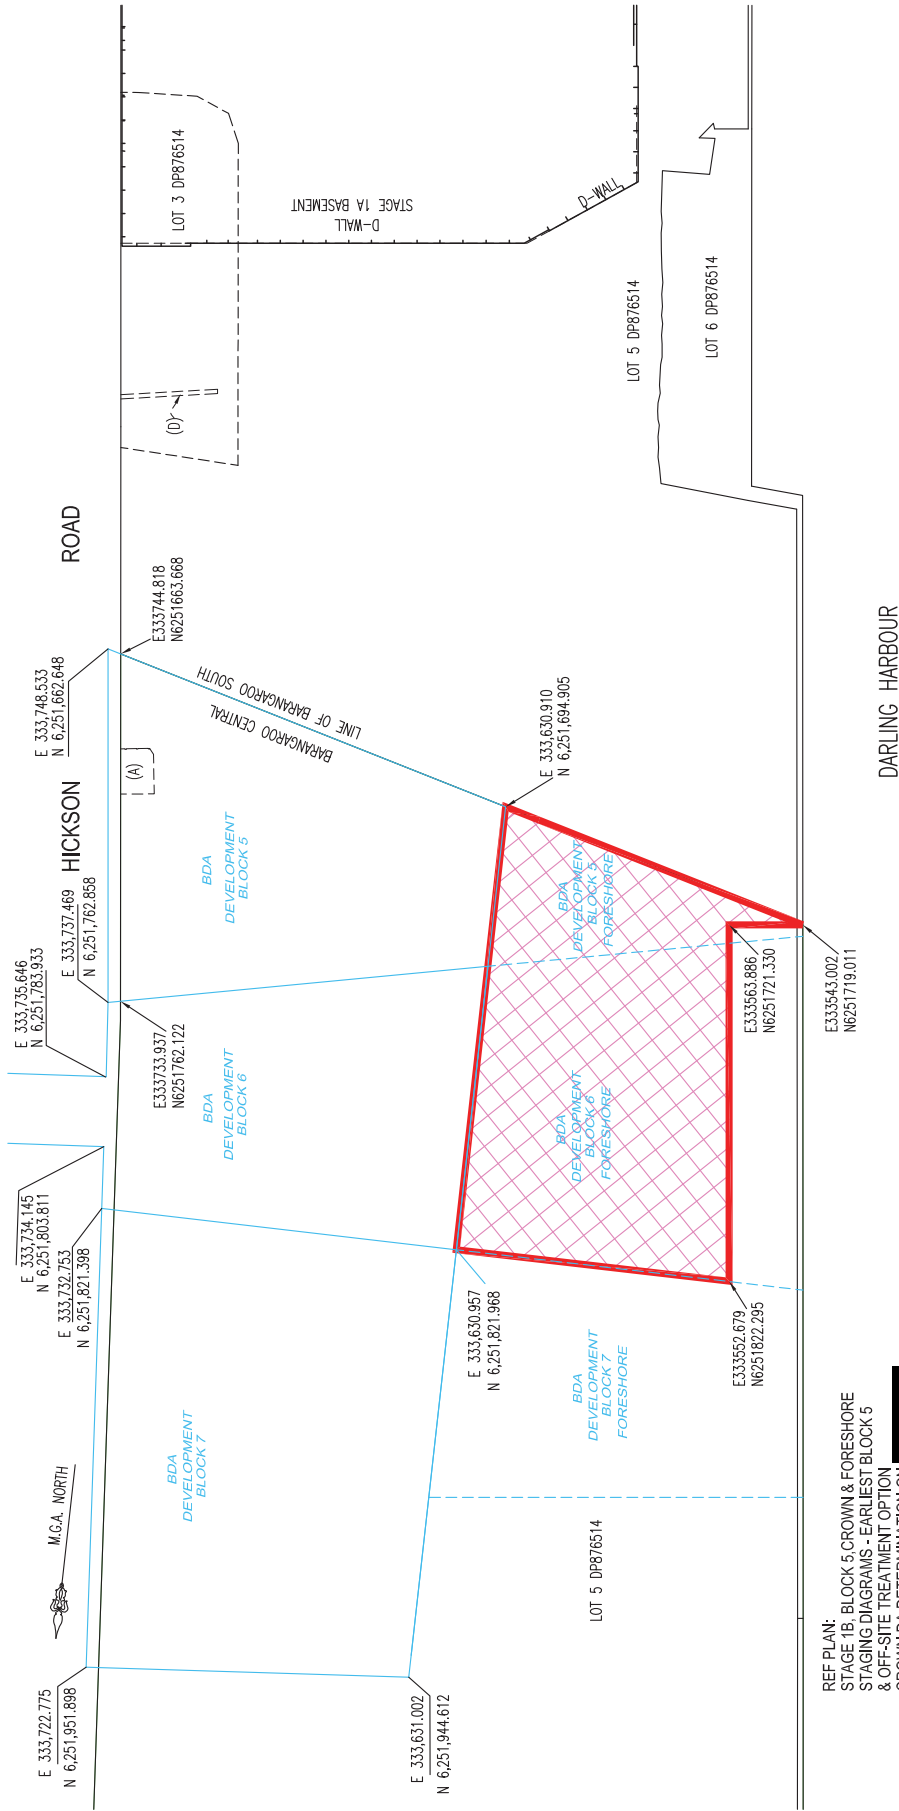 HICKSON
ROAD
DARLING HARBOUR
M.G.A. NORTH
E 333,722.775
N 6,251,951.898
E 333,631.002
N 6,251,944.612
E 333,734.145
N 6,251,803.811
E 333,732.753
N 6,251,821.398
E 333,735.646
N 6,251,783.933
E 333,737.469
N 6,251,762.858
E333733.937
N6251762.122
E 333,748.533
N 6,251,662.648
E333744.818
N6251663.668
E 333,630.910
N 6,251,694.905
E 333,630.957
N 6,251,821.968
E333552.679
N6251822.295
E333563.886
N6251721.330
E333543.002
N6251719.011
BDA
DEVELOPMENT
BLOCK 7
BDA
DEVELOPMENT
BLOCK 6
BDA
DEVELOPMENT
BLOCK 5
BDA
DEVELOPMENT
BLOCK 7
FORESHORE
BDA
DEVELOPMENT
BLOCK 6
FORESHORE
BDA
DEVELOPMENT
BLOCK 5
FORESHORE
LINE OF BARANGAROO SOUTH
BARANGAROO CENTRAL
(A)
(D)
LOT 3 DP876514
D-WALL
STAGE 1A BASEMENT
D-WALL
LOT 5 DP876514
LOT 6 DP876514
LOT 5 DP876514
REF PLAN:
STAGE 1B, BLOCK 5,CROWN & FORESHORE
STAGING DIAGRAMS - EARLIEST BLOCK 5
& OFF-SITE TREATMENT OPTION